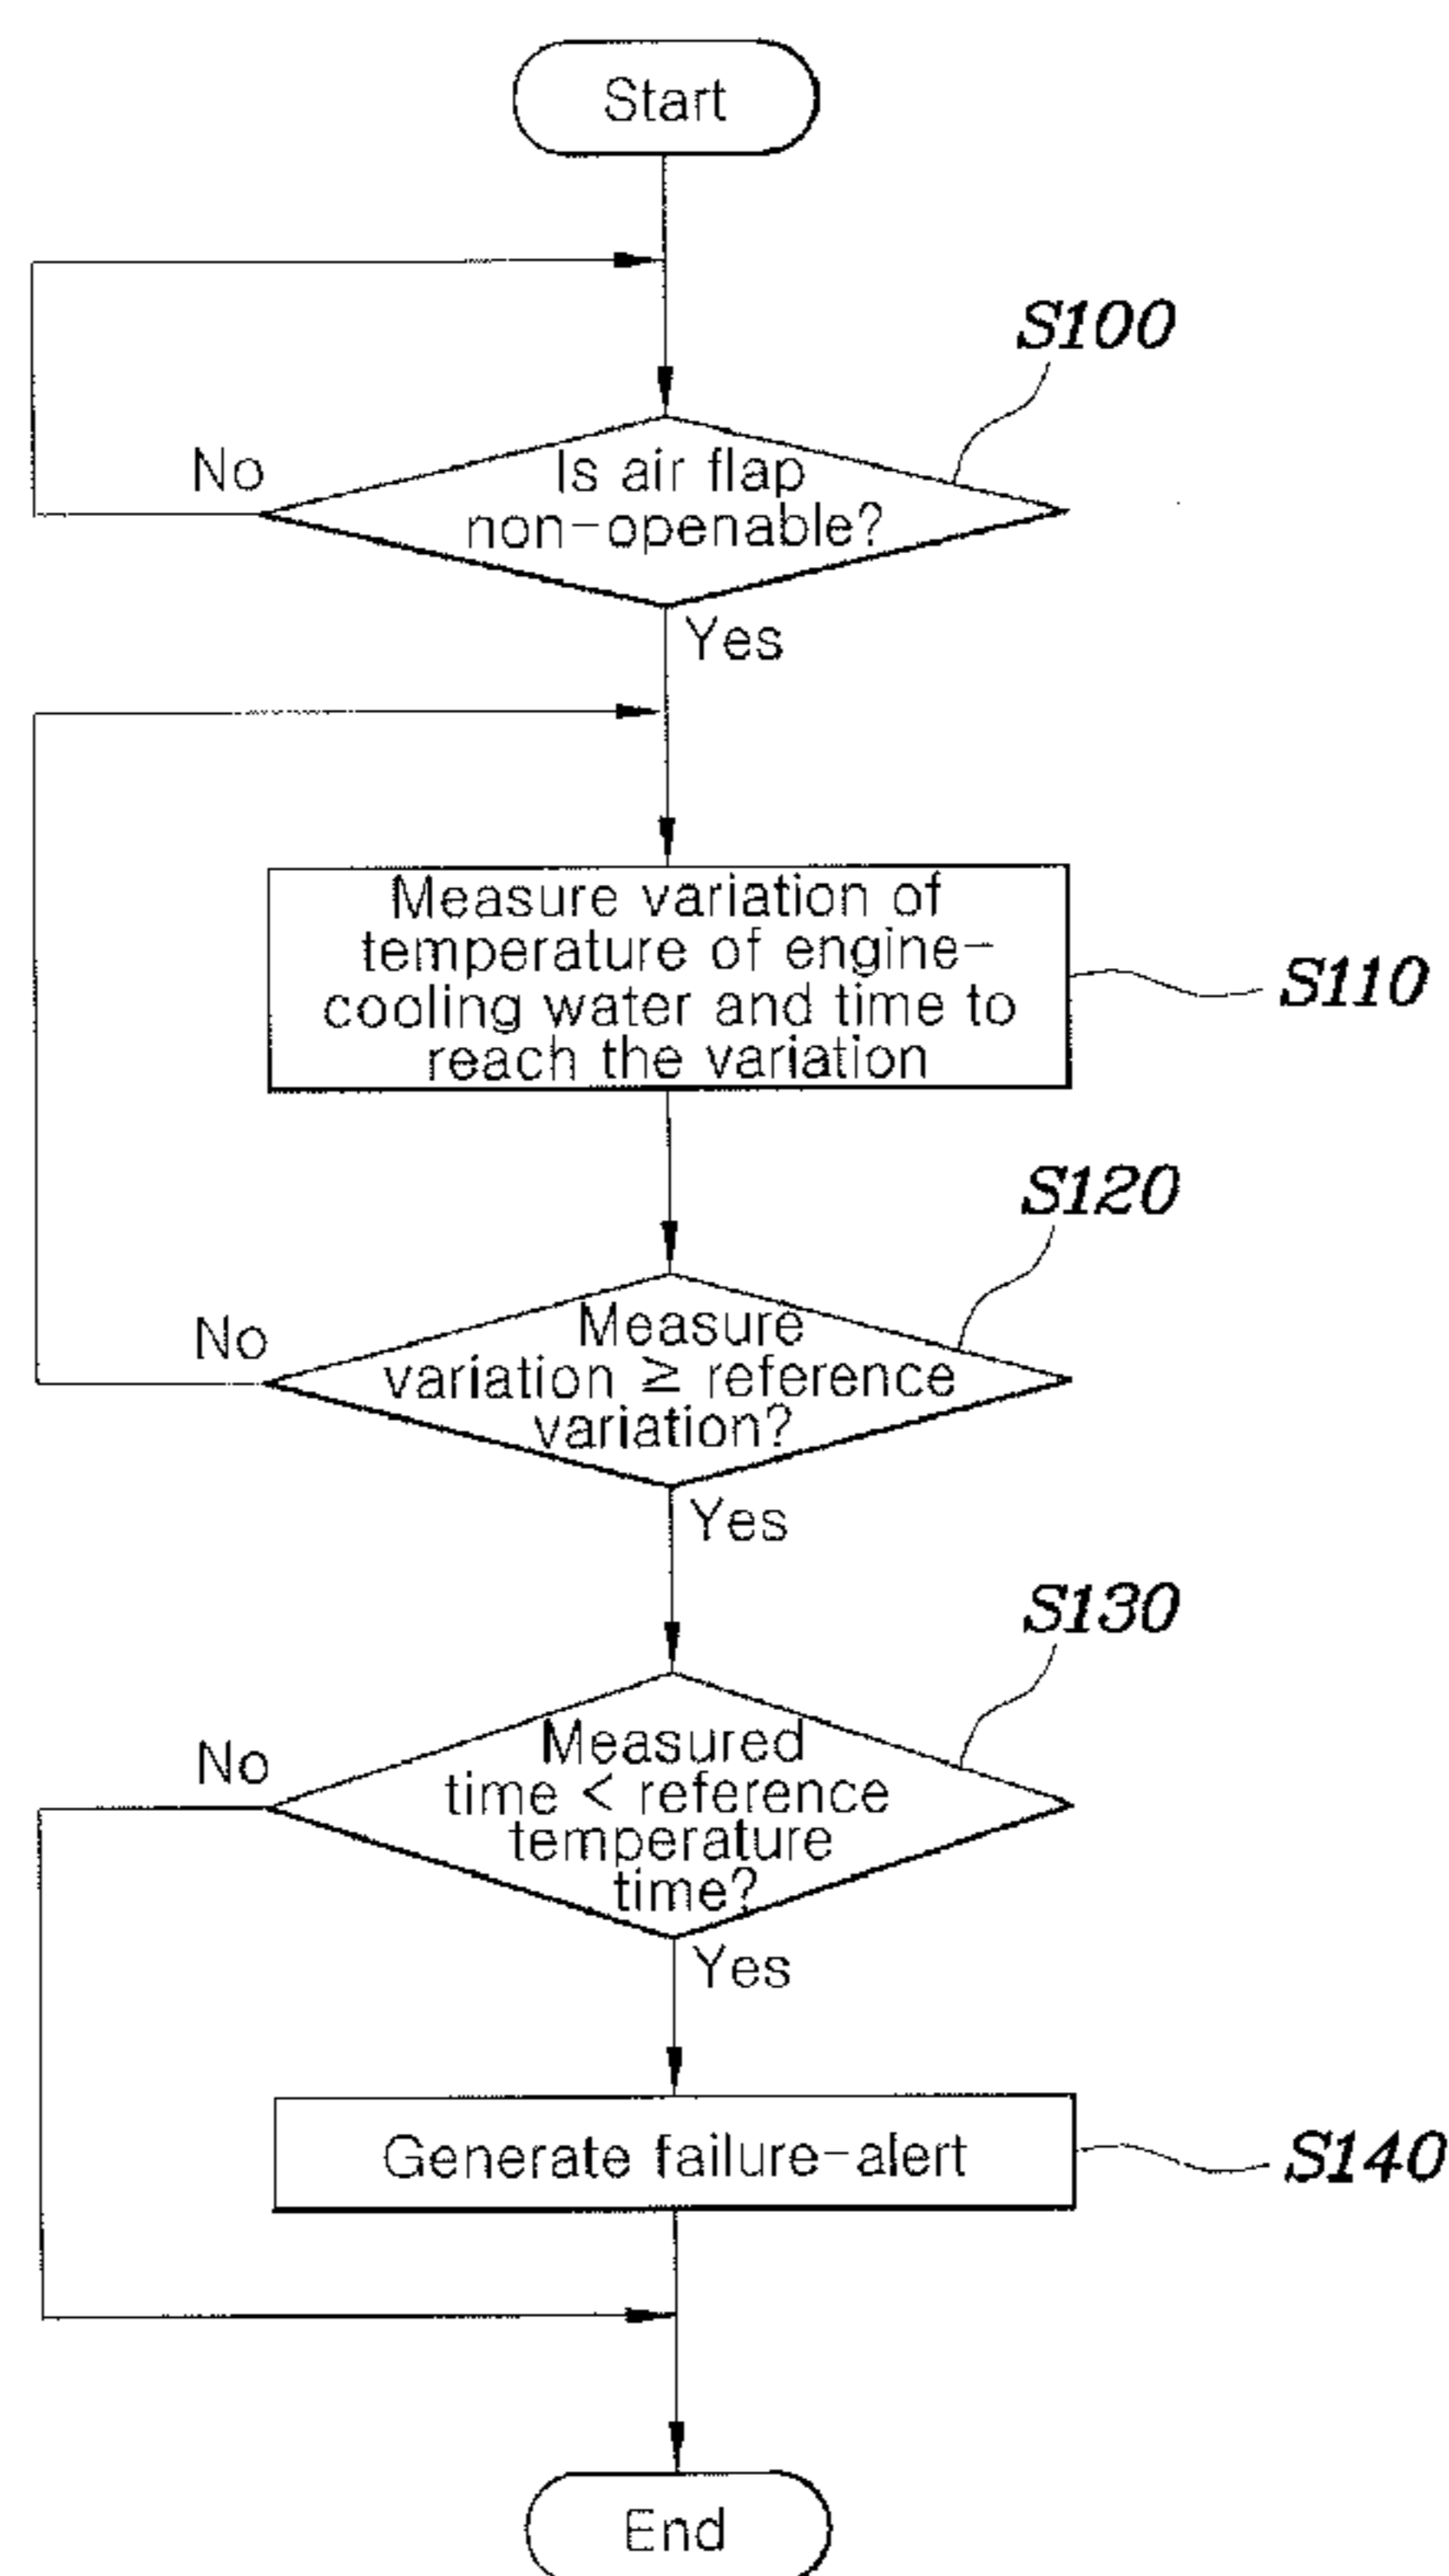 Start
S100
No
Is air flap
non-openable?
Yes
Measure variation of
temperature of engine-
cooling water and time to
reach the variation
S110
S120
No
Measure
variation ≥ reference
variation?
Yes
S130
No
Measured
time < reference
temperature
time?
Yes
Generate failure-alert
S140
End